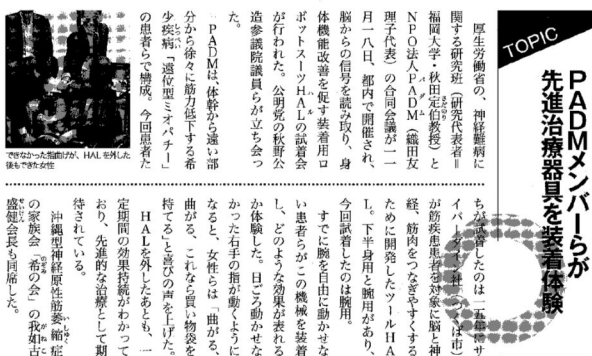 TOPIC
PADMメンバーらが
先進治療器具を装着体験
厚生労働省の、神経難病に
関する研究班（研究代表者＝
福岡大学・秋田定伯教授）と
NPO法人PADM（織田友
理子代表）の合同会議が一一
月一八日、都内で開催され、
脳からの信号を読み取り、身
体機能改善を促す装着用ロ
ボットスーツHALの試着会
が行われた。公明党の秋野公
造参議院議員らが立ち会っ
た。
PADMは、体幹から遠い部
分から徐々に筋力低下する希
少疾病「遠位型ミオパチー」
の患者らで構成。今回患者た
できなかった指曲げが、HALを外した
後もできた女性
ちが試着したのは一五年にサ
イバーダイン社（つくば市）
が筋疾患患者を対象に脳と神
経、筋肉をつなぎやすくする
ために開発したツールHA
L。下半身用と腕用があり、
今回試着したのは腕用。
すでに腕を自由に動かせな
い患者らがこの機械を装着
し、どのような効果が表れる
か体験した。日ごろ動かせな
かった右手の指が動くように
なると、女性らは「曲がる、
曲がる、これなら買い物袋を
持てる」と喜びの声を上げた。
HALを外したあとも、一
定期間の効果持続がわかって
おり、先進的な治療として期
待されている。
沖縄型神経原性筋萎縮症
の家族会「希の会」の我如古
盛健会長も同席した。